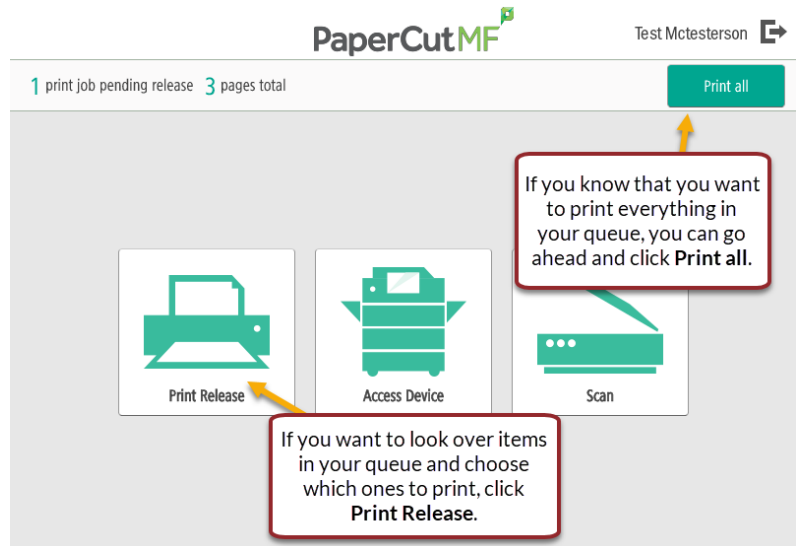 PaperCut MF
Test Mctesterson
1 print job pending release 3 pages total
Print all
If you know that you want
to print everything in
your queue, you can go
ahead and click Print all.
Print Release
Access Device
Scan
If you want to look over items
in your queue and choose
which ones to print, click
Print Release.